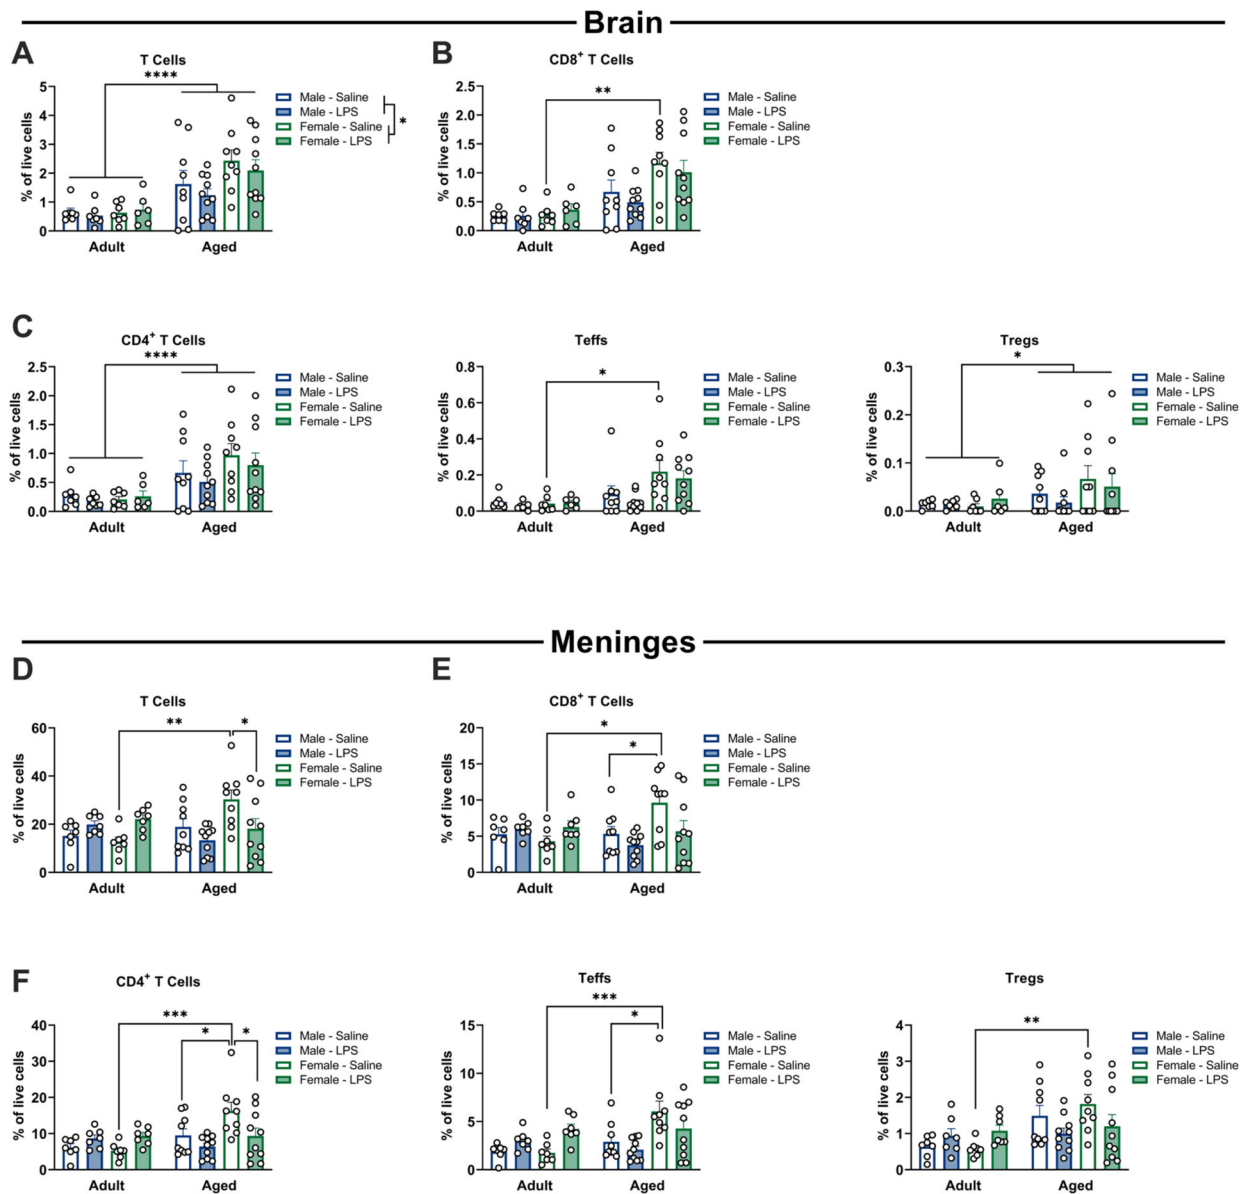 Brain
A
T Cells
****
% of live cells
5
4
3
2
1
0
Adult
Aged
Male - Saline
Male - LPS
Female - Saline
Female - LPS
*
B
CD8+ T Cells
**
% of live cells
2.5
2.0
1.5
1.0
0.5
0.0
Adult
Aged
Male - Saline
Male - LPS
Female - Saline
Female - LPS
C
CD4+ T Cells
****
% of live cells
2.5
2.0
1.5
1.0
0.5
0.0
Adult
Aged
Male - Saline
Male - LPS
Female - Saline
Female - LPS
Teffs
*
% of live cells
0.8
0.6
0.4
0.2
0.0
Adult
Aged
Male - Saline
Male - LPS
Female - Saline
Female - LPS
Tregs
*
% of live cells
0.3
0.2
0.1
0.0
Adult
Aged
Male - Saline
Male - LPS
Female - Saline
Female - LPS
Meninges
D
T Cells
**
*
% of live cells
60
40
20
0
Adult
Aged
Male - Saline
Male - LPS
Female - Saline
Female - LPS
E
CD8+ T Cells
*
*
% of live cells
20
15
10
5
0
Adult
Aged
Male - Saline
Male - LPS
Female - Saline
Female - LPS
F
CD4+ T Cells
***
*
*
% of live cells
40
30
20
10
0
Adult
Aged
Male - Saline
Male - LPS
Female - Saline
Female - LPS
Teffs
***
*
% of live cells
15
10
5
0
Adult
Aged
Male - Saline
Male - LPS
Female - Saline
Female - LPS
Tregs
**
% of live cells
4
3
2
1
0
Adult
Aged
Male - Saline
Male - LPS
Female - Saline
Female - LPS